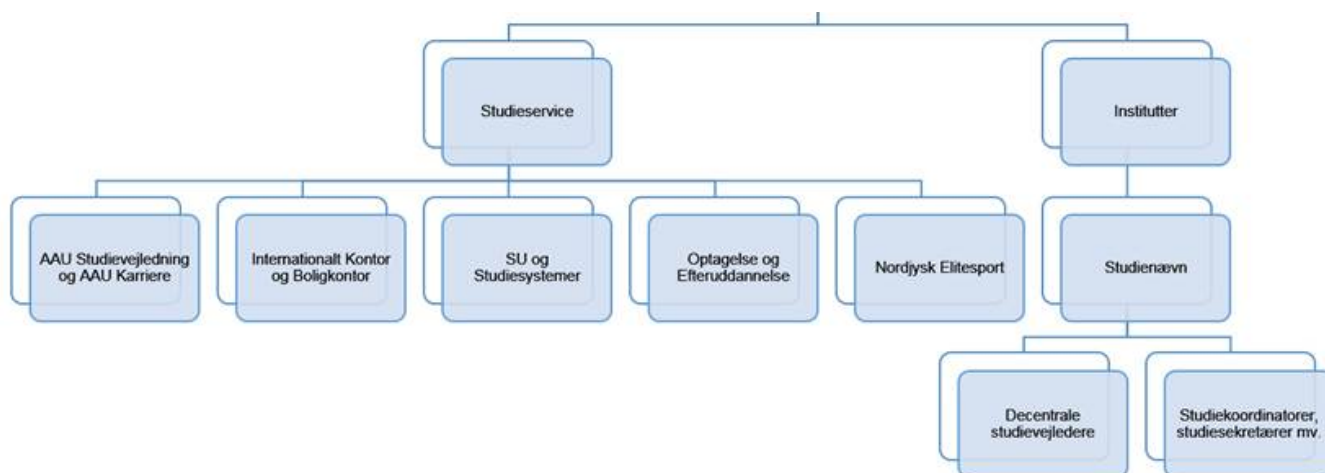 Studieservice
Institutter
AAU Studievejledning
og AAU Karriere
Internationalt Kontor
og Boligkontor
SU og
Studiesystemer
Optagelse og
Efteruddannelse
Nordjysk Elitesport
Studienævn
Decentrale
studievejledere
Studiekoordinatorer,
studiesekretærer mv.